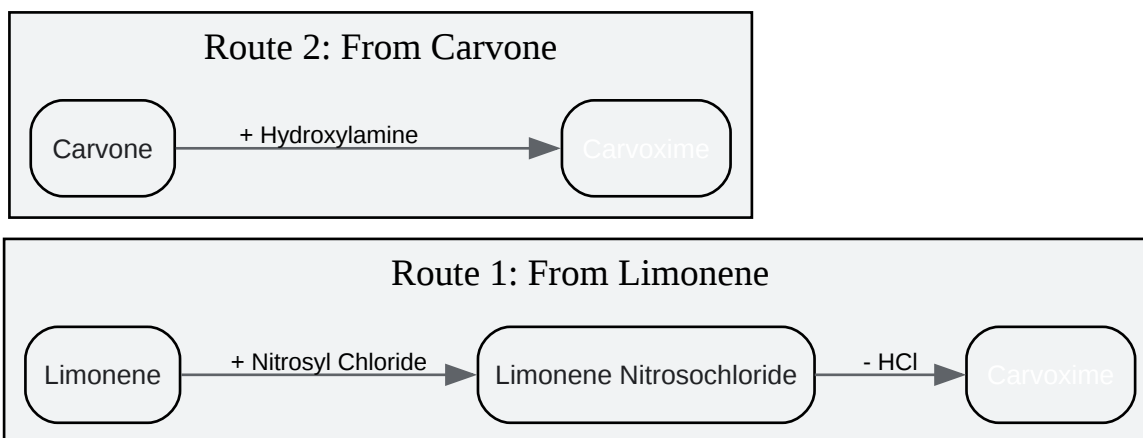 Route 2: From Carvone
Carvone
+ Hydroxylamine
Carvoxime
Route 1: From Limonene
Limonene
+ Nitrosyl Chloride
Limonene Nitrosochloride
- HCl
Carvoxime